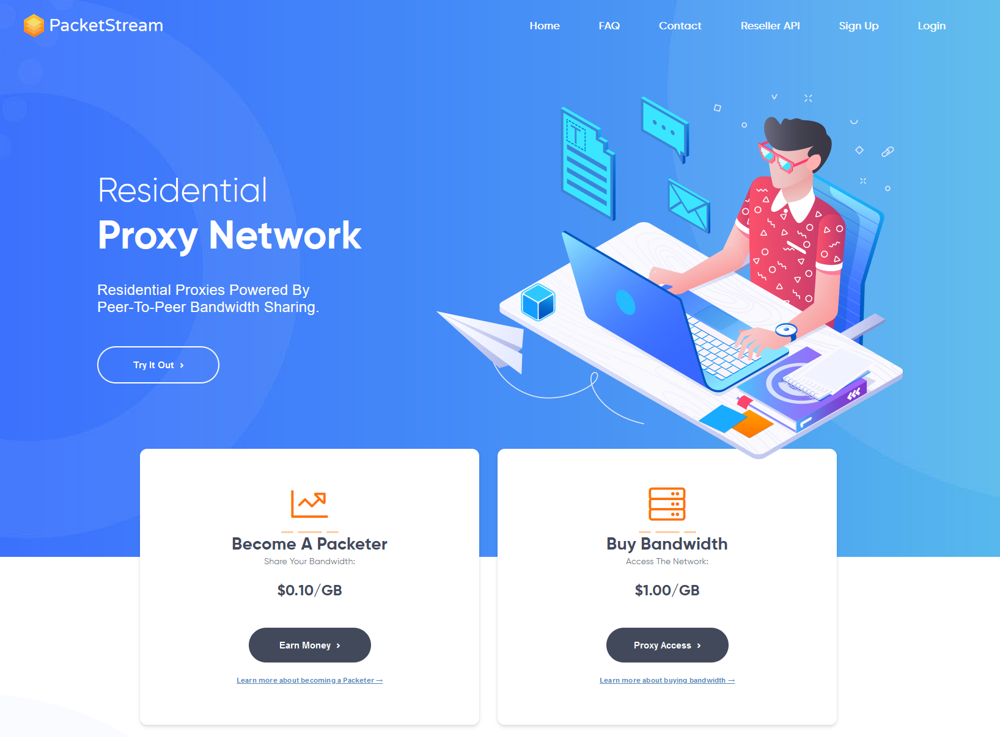 PacketStream
Home
FAQ
Contact
Reseller API
Sign Up
Login
T
Residential
Proxy Network
Residential Proxies Powered By
Peer-To-Peer Bandwidth Sharing.
Try It Out ›
Become A Packeter
Share Your Bandwidth:
$0.10/GB
Earn Money ›
Learn more about becoming a Packeter →
Buy Bandwidth
Access The Network:
$1.00/GB
Proxy Access ›
Learn more about buying bandwidth →